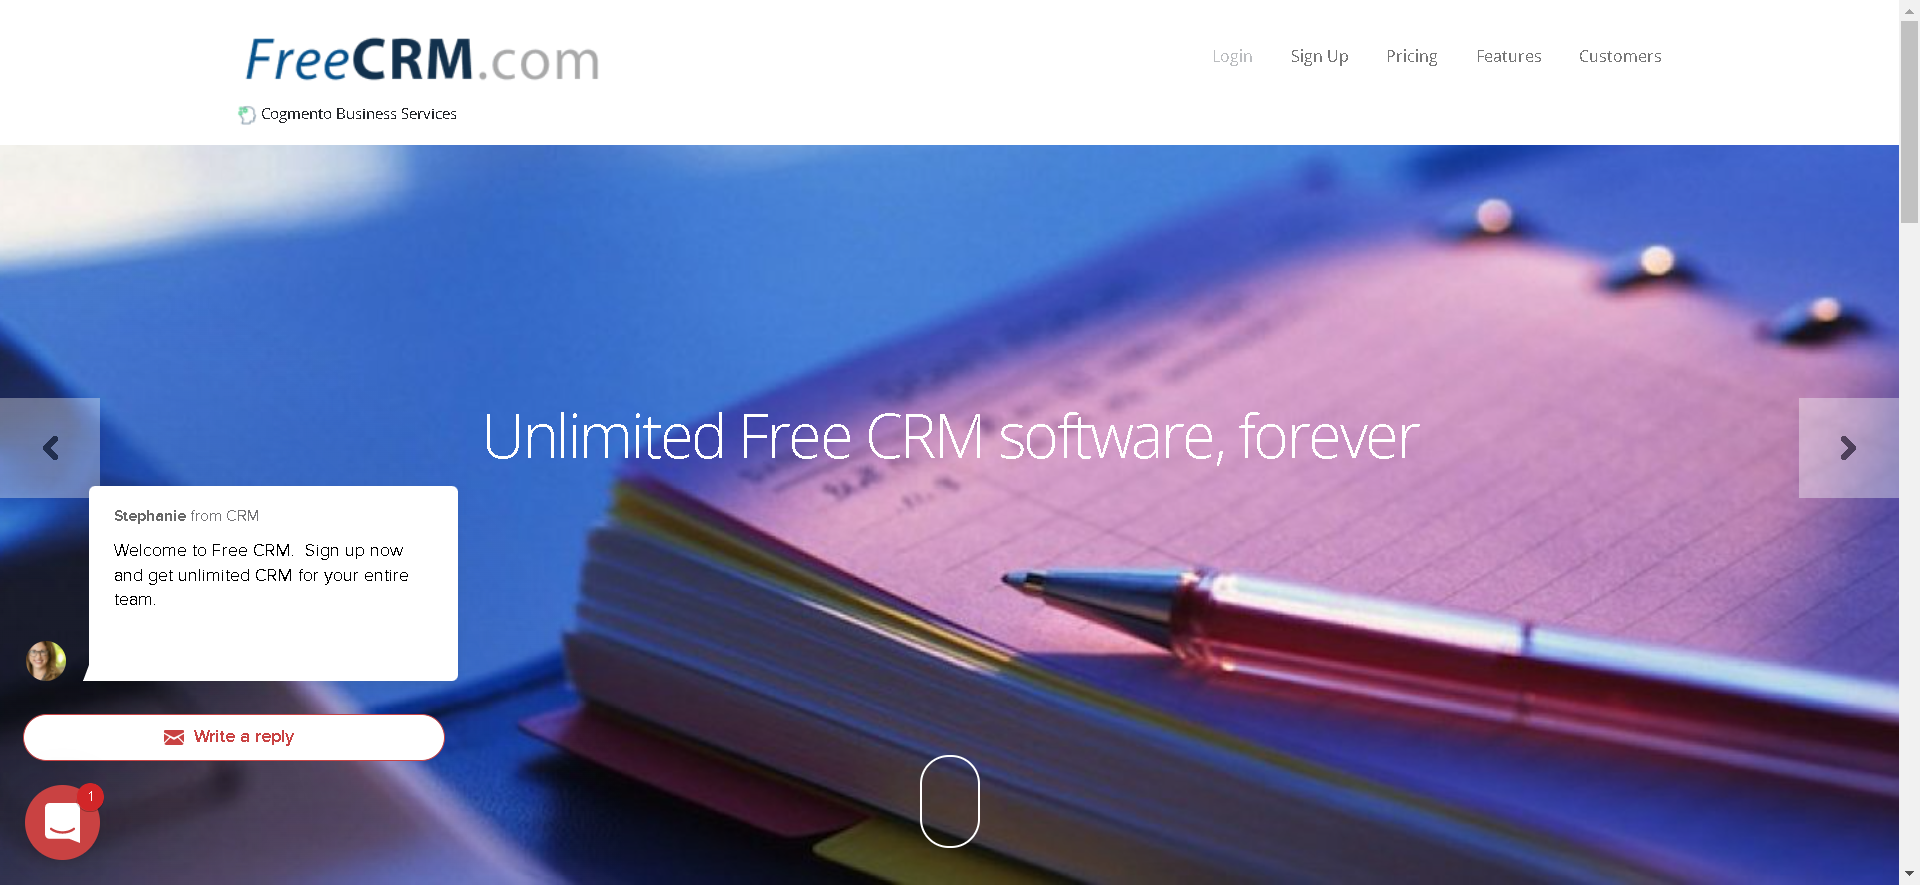 FreeCRM.com
Login Sign Up Pricing Features Customers
Cogmento Business Services
Unlimited Free CRM software, forever
Stephanie from CRM
Welcome to Free CRM. Sign up now
and get unlimited CRM for your entire
team.
Write a reply
1